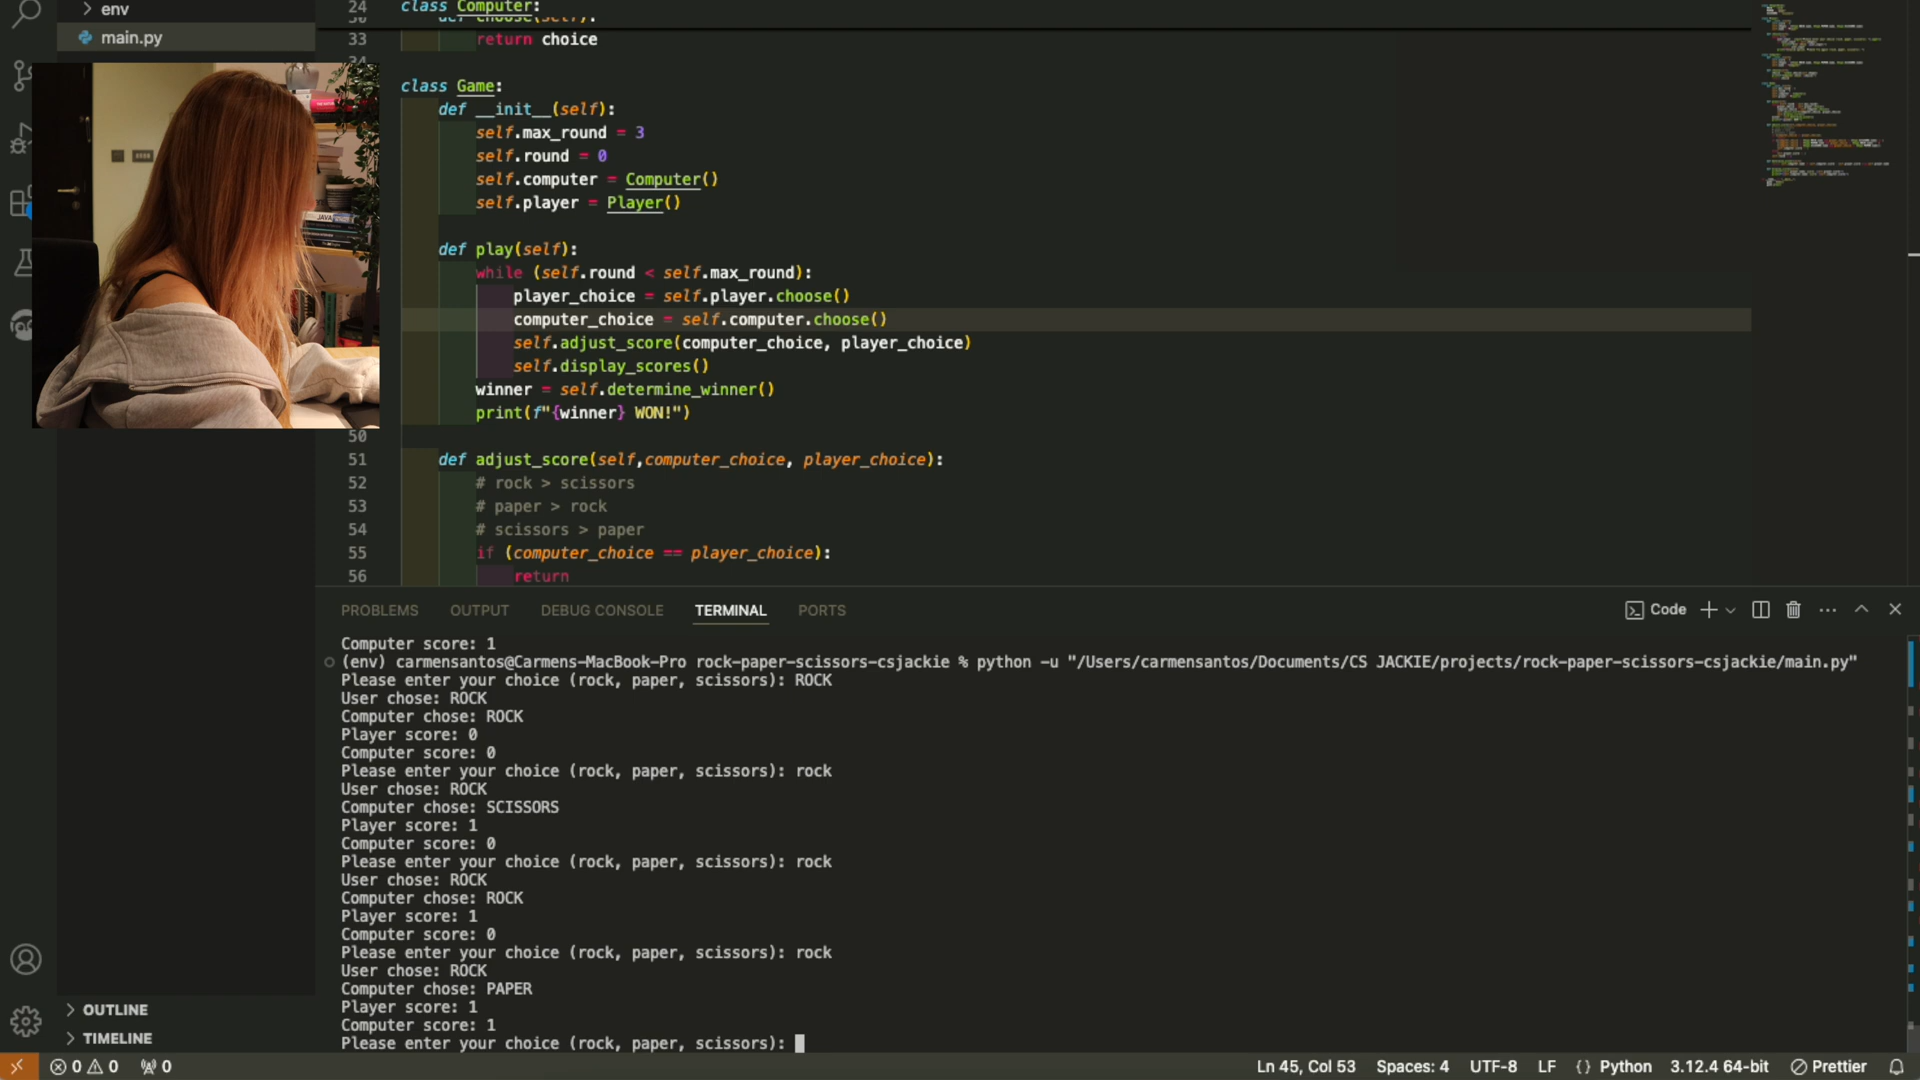 env
main.py
24 class Computer:
33 return choice
class Game:
def __init__(self):
self.max_round = 3
self.round = 0
self.computer = Computer()
self.player = Player()
def play(self):
while (self.round < self.max_round):
player_choice = self.player.choose()
computer_choice = self.computer.choose()
self.adjust_score(computer_choice, player_choice)
self.display_scores()
winner = self.determine_winner()
print(f"{winner} WON!")
50
51 def adjust_score(self,computer_choice, player_choice):
52 # rock > scissors
53 # paper > rock
54 # scissors > paper
55 if (computer_choice == player_choice):
56 return
PROBLEMS OUTPUT DEBUG CONSOLE TERMINAL PORTS
Code
Computer score: 1
(env) carmensantos@Carmens-MacBook-Pro rock-paper-scissors-csjackie % python -u "/Users/carmensantos/Documents/CS JACKIE/projects/rock-paper-scissors-csjackie/main.py"
Please enter your choice (rock, paper, scissors): ROCK
User chose: ROCK
Computer chose: ROCK
Player score: 0
Computer score: 0
Please enter your choice (rock, paper, scissors): rock
User chose: ROCK
Computer chose: SCISSORS
Player score: 1
Computer score: 0
Please enter your choice (rock, paper, scissors): rock
User chose: ROCK
Computer chose: ROCK
Player score: 1
Computer score: 0
Please enter your choice (rock, paper, scissors): rock
User chose: ROCK
Computer chose: PAPER
Player score: 1
Computer score: 1
Please enter your choice (rock, paper, scissors):
OUTLINE
TIMELINE
0 0 0
Ln 45, Col 53 Spaces: 4 UTF-8 LF {} Python 3.12.4 64-bit Prettier